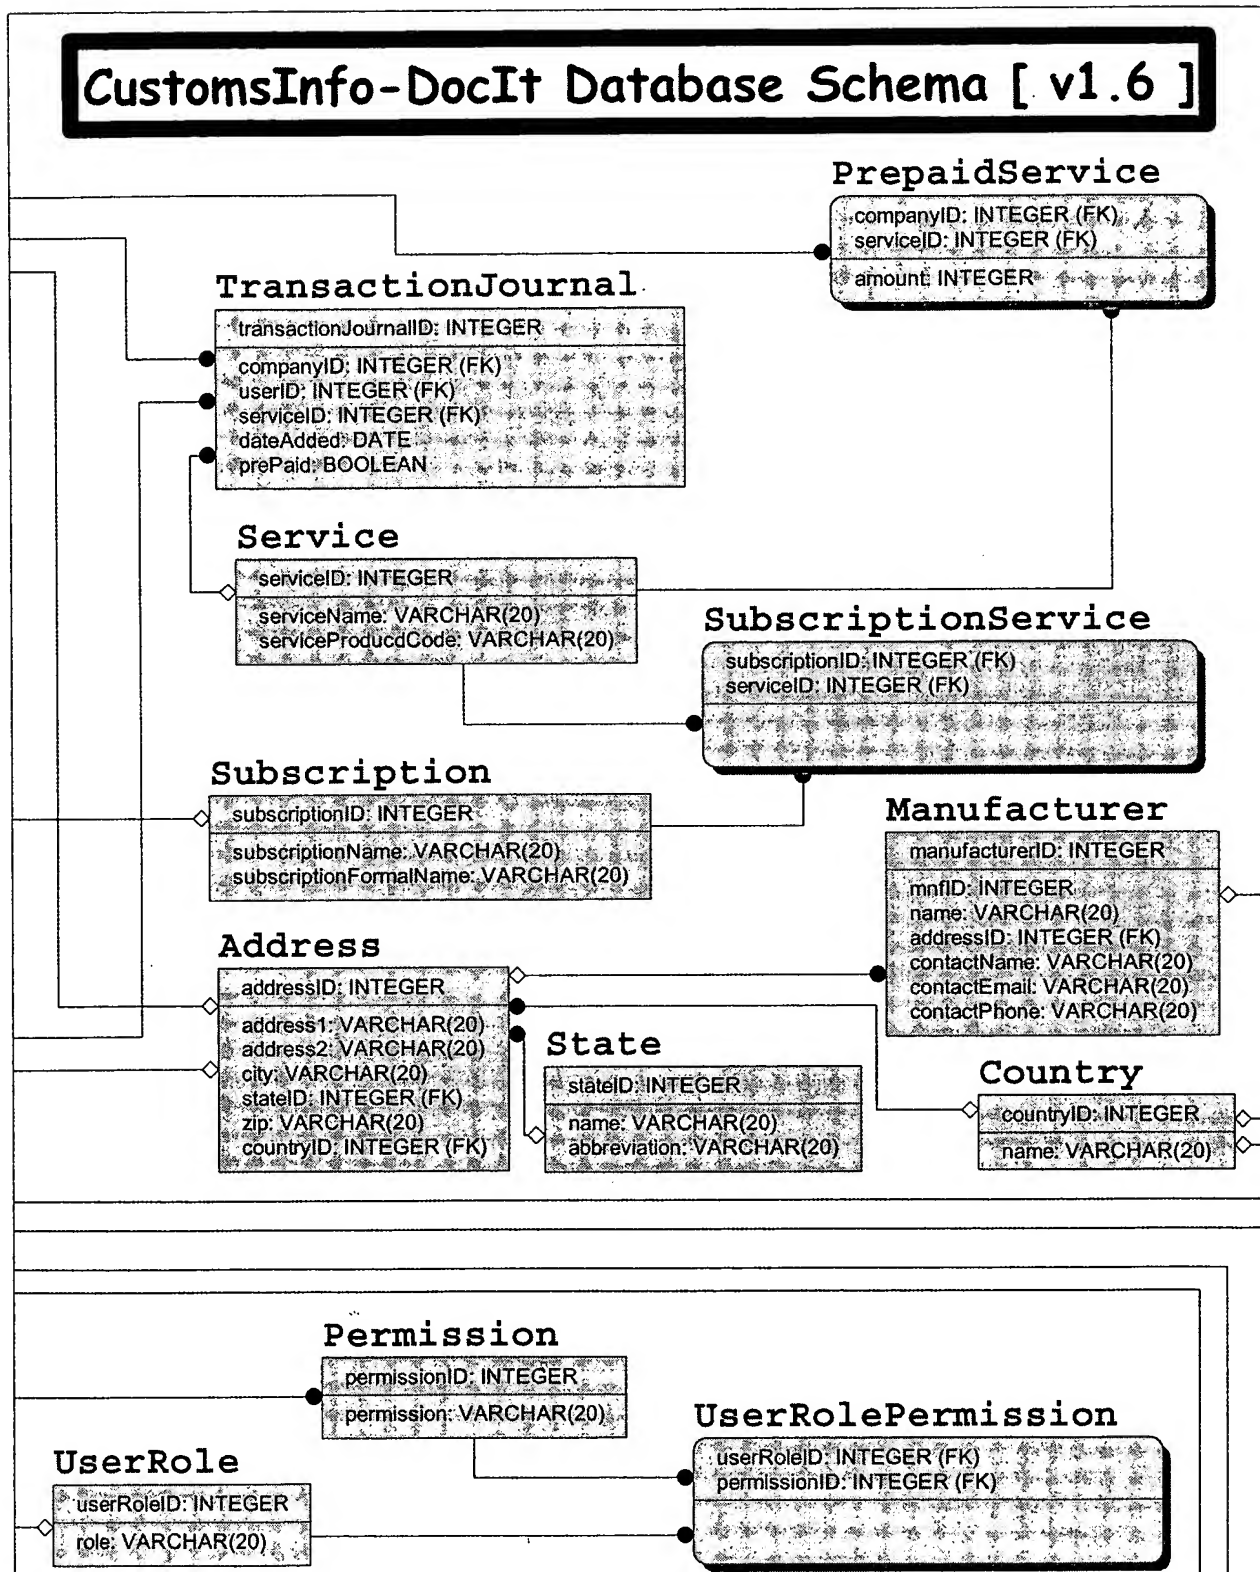 CustomsInfo-DocIt Database Schema [ v1.6 ]
PrepaidService
companyID: INTEGER (FK)
serviceID: INTEGER (FK)
amount: INTEGER
TransactionJournal
transactionJournalID: INTEGER
companyID: INTEGER (FK)
userID: INTEGER (FK)
serviceID: INTEGER (FK)
dateAdded: DATE
prePaid: BOOLEAN
Service
serviceID: INTEGER
serviceName: VARCHAR(20)
serviceProducdCode: VARCHAR(20)
SubscriptionService
subscriptionID: INTEGER (FK)
serviceID: INTEGER (FK)
Subscription
subscriptionID: INTEGER
subscriptionName: VARCHAR(20)
subscriptionFormalName: VARCHAR(20)
Manufacturer
manufacturerID: INTEGER
mnfID: INTEGER
name: VARCHAR(20)
addressID: INTEGER (FK)
contactName: VARCHAR(20)
contactEmail: VARCHAR(20)
contactPhone: VARCHAR(20)
Address
addressID: INTEGER
address1: VARCHAR(20)
address2: VARCHAR(20)
city: VARCHAR(20)
stateID: INTEGER (FK)
zip: VARCHAR(20)
countryID: INTEGER (FK)
State
stateID: INTEGER
name: VARCHAR(20)
abbreviation: VARCHAR(20)
Country
countryID: INTEGER
name: VARCHAR(20)
Permission
permissionID: INTEGER
permission: VARCHAR(20)
UserRolePermission
userRoleID: INTEGER (FK)
permissionID: INTEGER (FK)
UserRole
userRoleID: INTEGER
role: VARCHAR(20)